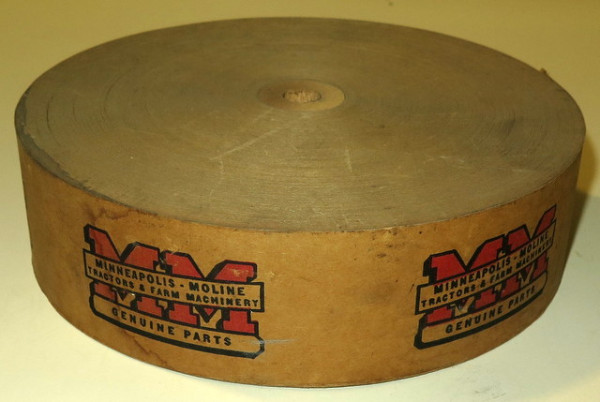 MM
MINNEAPOLIS - MOLINE
TRACTORS & FARM MACHINERY
GENUINE PARTS
MM
MINNEAPOLIS - MOLINE
TRACTORS & FARM MACHINERY
GENUINE PARTS